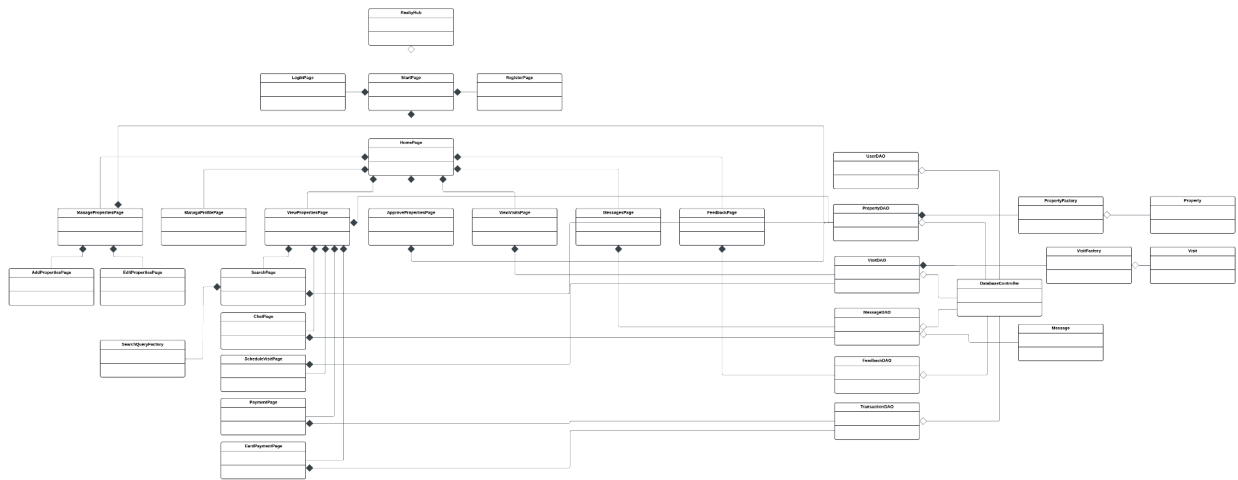 RealtyHub
LoginPage
StartPage
RegisterPage
HomePage
UserDAO
ManagePropertiesPage
ManageProfilePage
ViewPropertiesPage
ApprovePropertiesPage
ViewVisitsPage
MessagesPage
FeedbackPage
PropertyDAO
PropertyFactory
Property
AddPropertiesPage
EditPropertiesPage
SearchPage
VisitDAO
VisitFactory
Visit
DatabaseController
ChatPage
MessageDAO
Message
SearchQueryFactory
ScheduleVisitPage
FeedbackDAO
PaymentPage
TransactionDAO